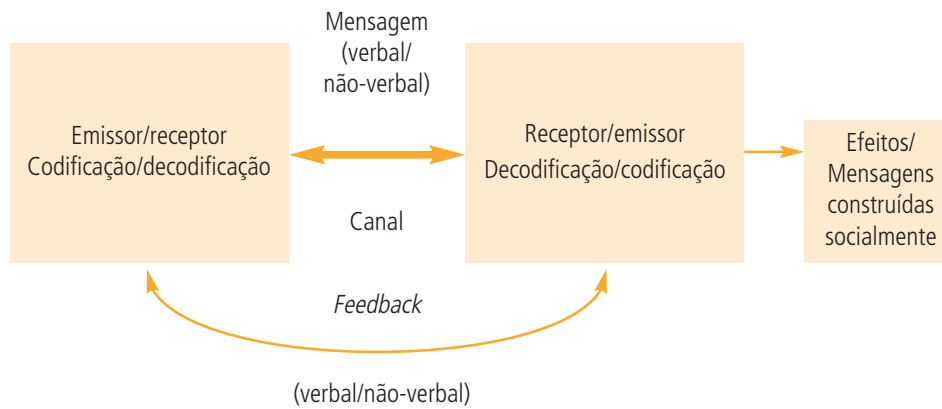 Mensagem
(verbal/
não-verbal)
Emissor/receptor
Codificação/decodificação
Receptor/emissor
Decodificação/codificação
Efeitos/
Mensagens
construídas
socialmente
Canal
Feedback
(verbal/não-verbal)